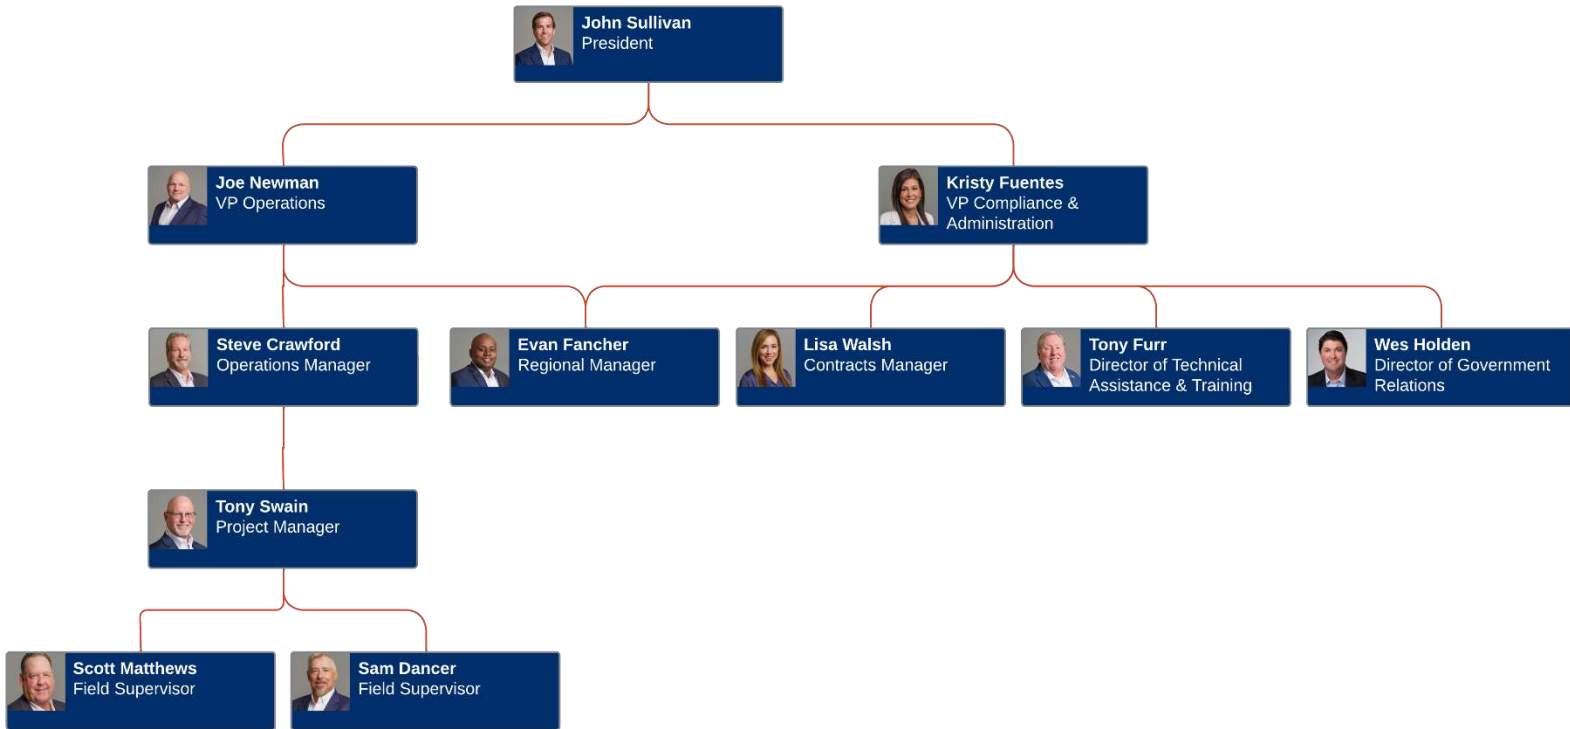 John Sullivan
President
Joe Newman
VP Operations
Kristy Fuentes
VP Compliance &
Administration
Steve Crawford
Operations Manager
Evan Fancher
Regional Manager
Lisa Walsh
Contracts Manager
Tony Furr
Director of Technical
Assistance & Training
Wes Holden
Director of Government
Relations
Tony Swain
Project Manager
Scott Matthews
Field Supervisor
Sam Dancer
Field Supervisor